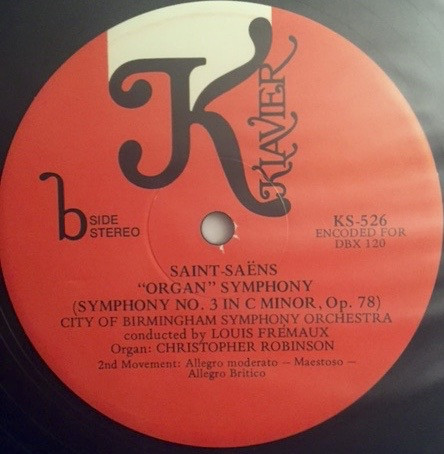 K
KLAVIER
b SIDE
STEREO
KS-526
ENCODED FOR
DBX 120
SAINT-SAËNS
"ORGAN" SYMPHONY
(SYMPHONY NO. 3 IN C MINOR, Op. 78)
CITY OF BIRMINGHAM SYMPHONY ORCHESTRA
conducted by LOUIS FRÉMAUX
Organ: CHRISTOPHER ROBINSON
2nd Movement: Allegro moderato — Maestoso —
Allegro Britico